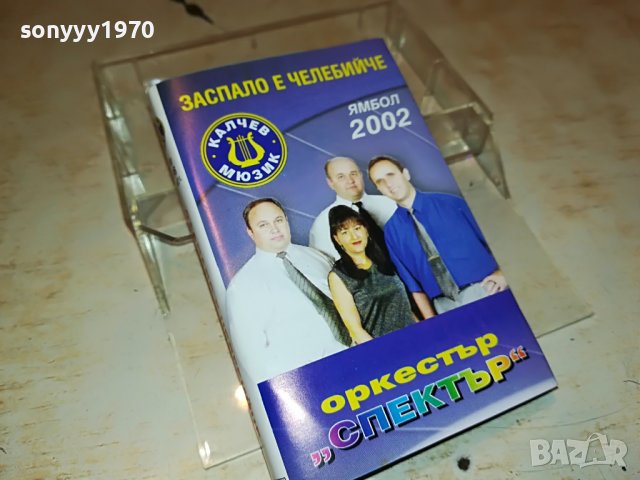 sonyyy1970
ЗАСПАЛО Е ЧЕЛЕБИЙЧЕ
ЯМБОЛ
2002
КАЛЧЕВ
МЮЗИК
оркестър
„СПЕКТЪР“
BAZAR